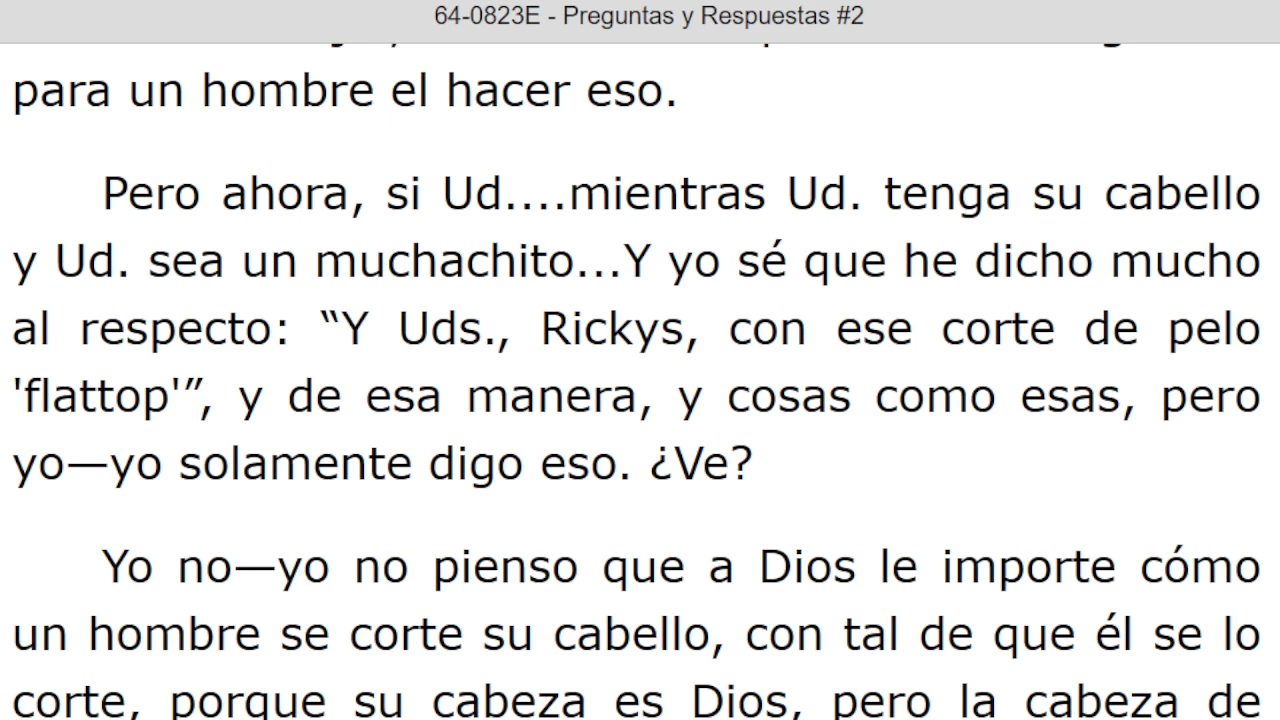 64-0823E - Preguntas y Respuestas #2
para un hombre el hacer eso.
Pero ahora, si Ud....mientras Ud. tenga su cabello
y Ud. sea un muchachito...Y yo sé que he dicho mucho
al respecto: “Y Uds., Rickys, con ese corte de pelo
'flattop'”, y de esa manera, y cosas como esas, pero
yo—yo solamente digo eso. ¿Ve?
Yo no—yo no pienso que a Dios le importe cómo
un hombre se corte su cabello, con tal de que él se lo
corte, porque su cabeza es Dios, pero la cabeza de